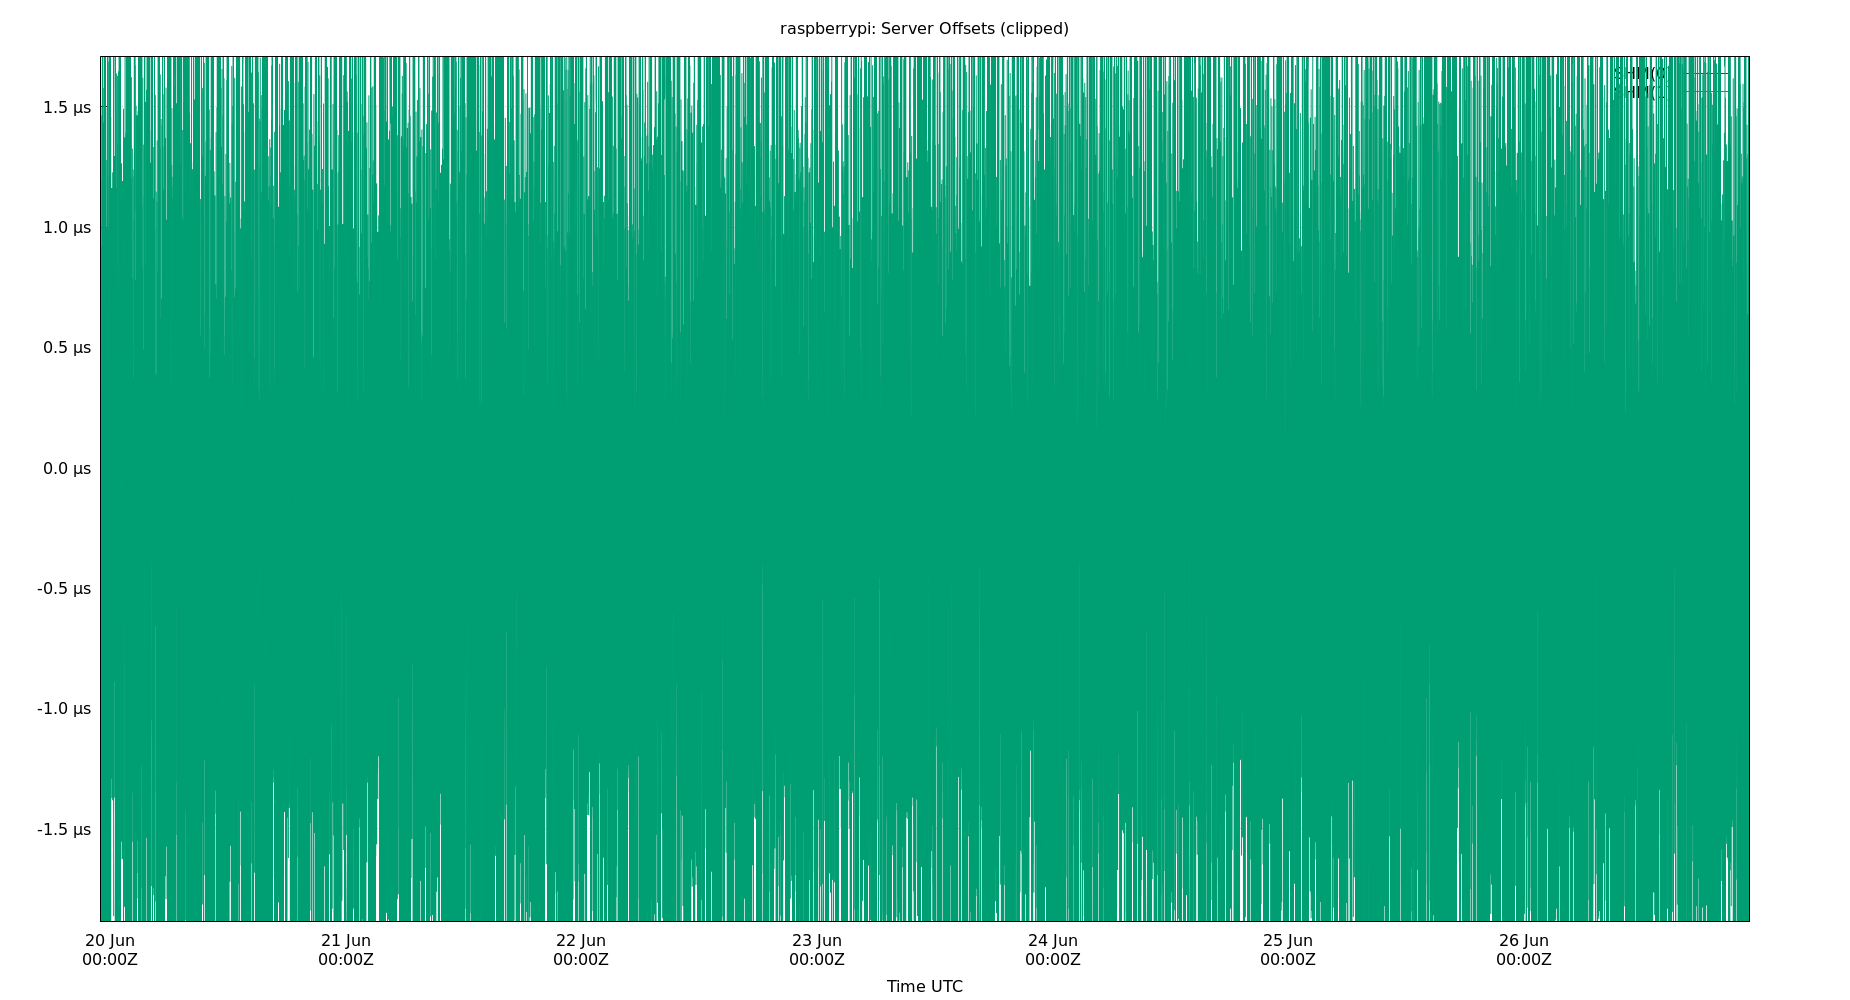 raspberrypi: Server Offsets (clipped)
1.5 µs
1.0 µs
0.5 µs
0.0 µs
-0.5 µs
-1.0 µs
-1.5 µs
20 Jun
00:00Z
21 Jun
00:00Z
22 Jun
00:00Z
23 Jun
00:00Z
24 Jun
00:00Z
25 Jun
00:00Z
26 Jun
00:00Z
Time UTC